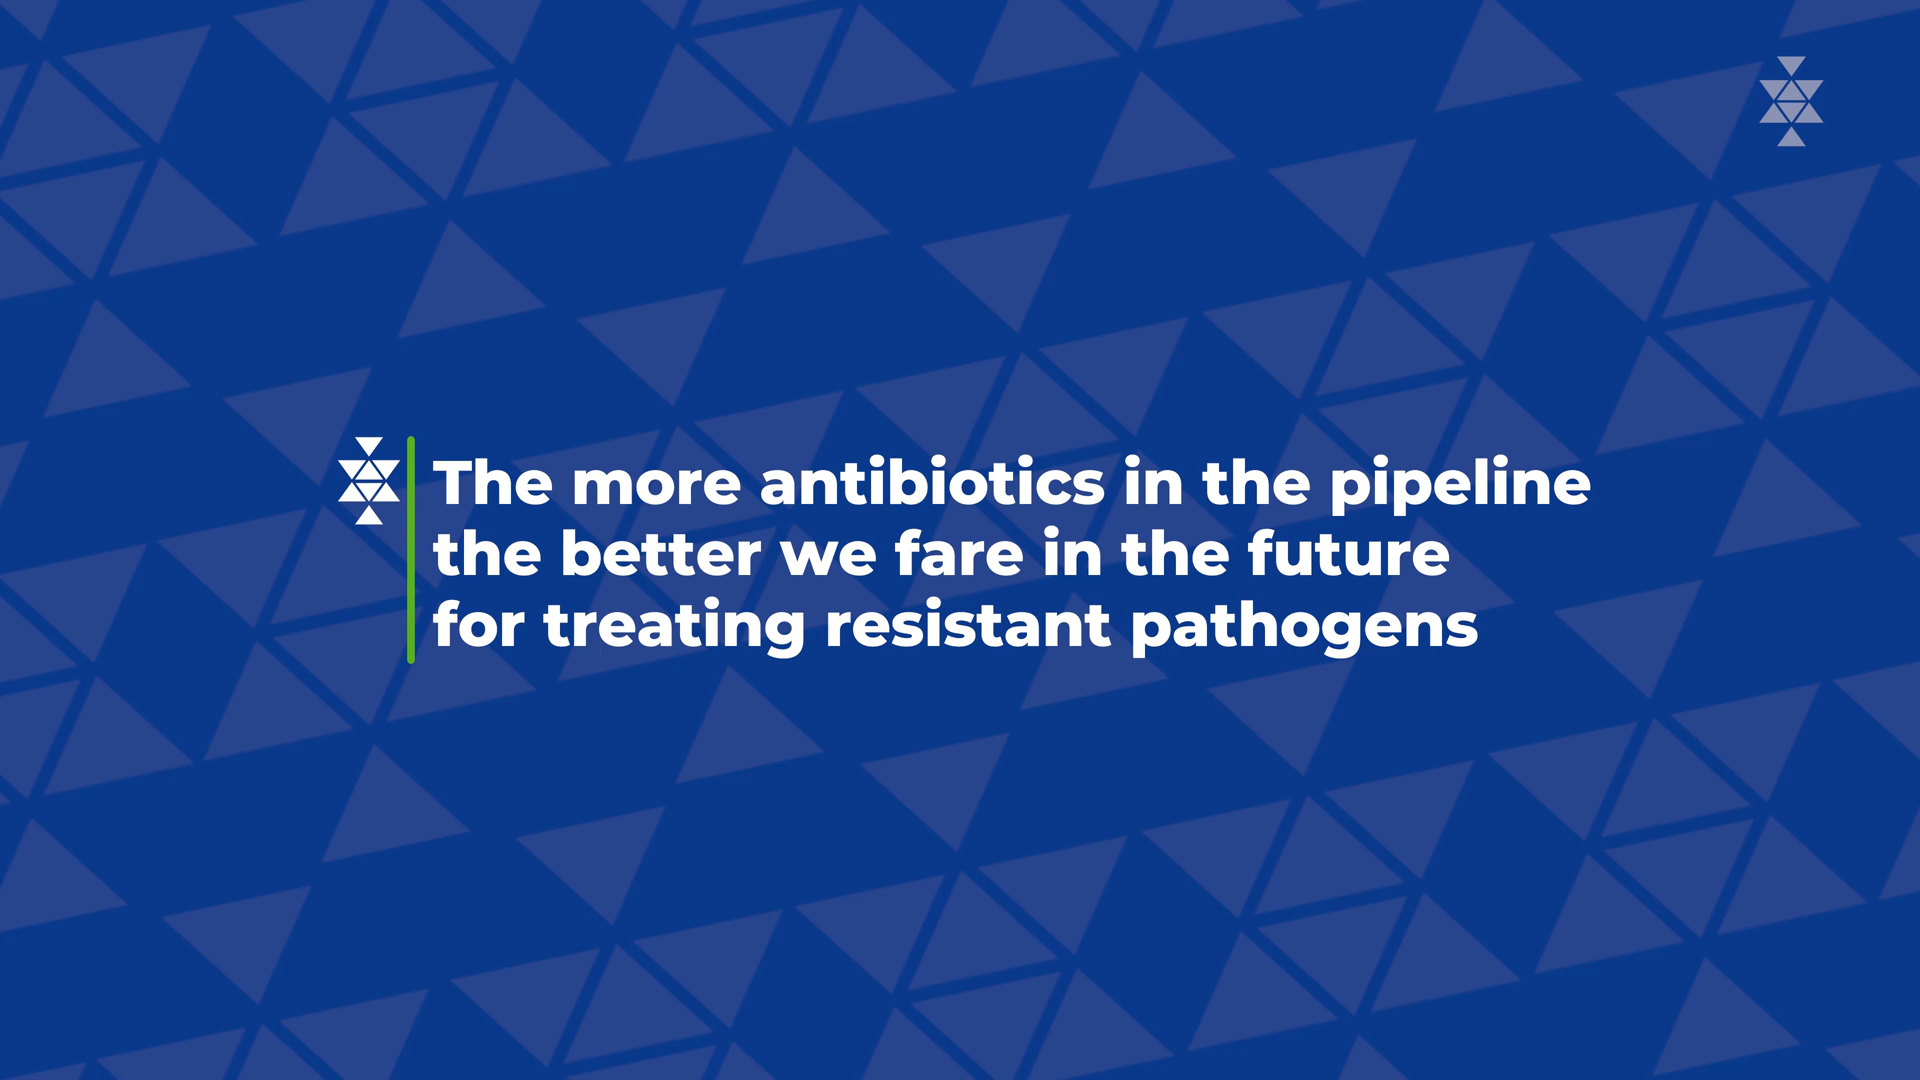 The more antibiotics in the pipeline
the better we fare in the future
for treating resistant pathogens